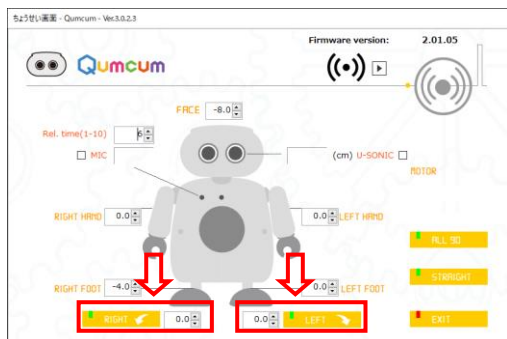 ちょうせい画面 - Qumcum - Ver.3.0.2.3
Firmware version: 2.01.05
Qumcum
FACE -8.0
Rel. time(1-10) 6
MIC
(cm) U-SONIC
MOTOR
RIGHT HAND 0.0
0.0 LEFT HAND
ALL 90
RIGHT FOOT -4.0
0.0 LEFT FOOT
STRAIGHT
RIGHT 0.0
0.0 LEFT
EXIT